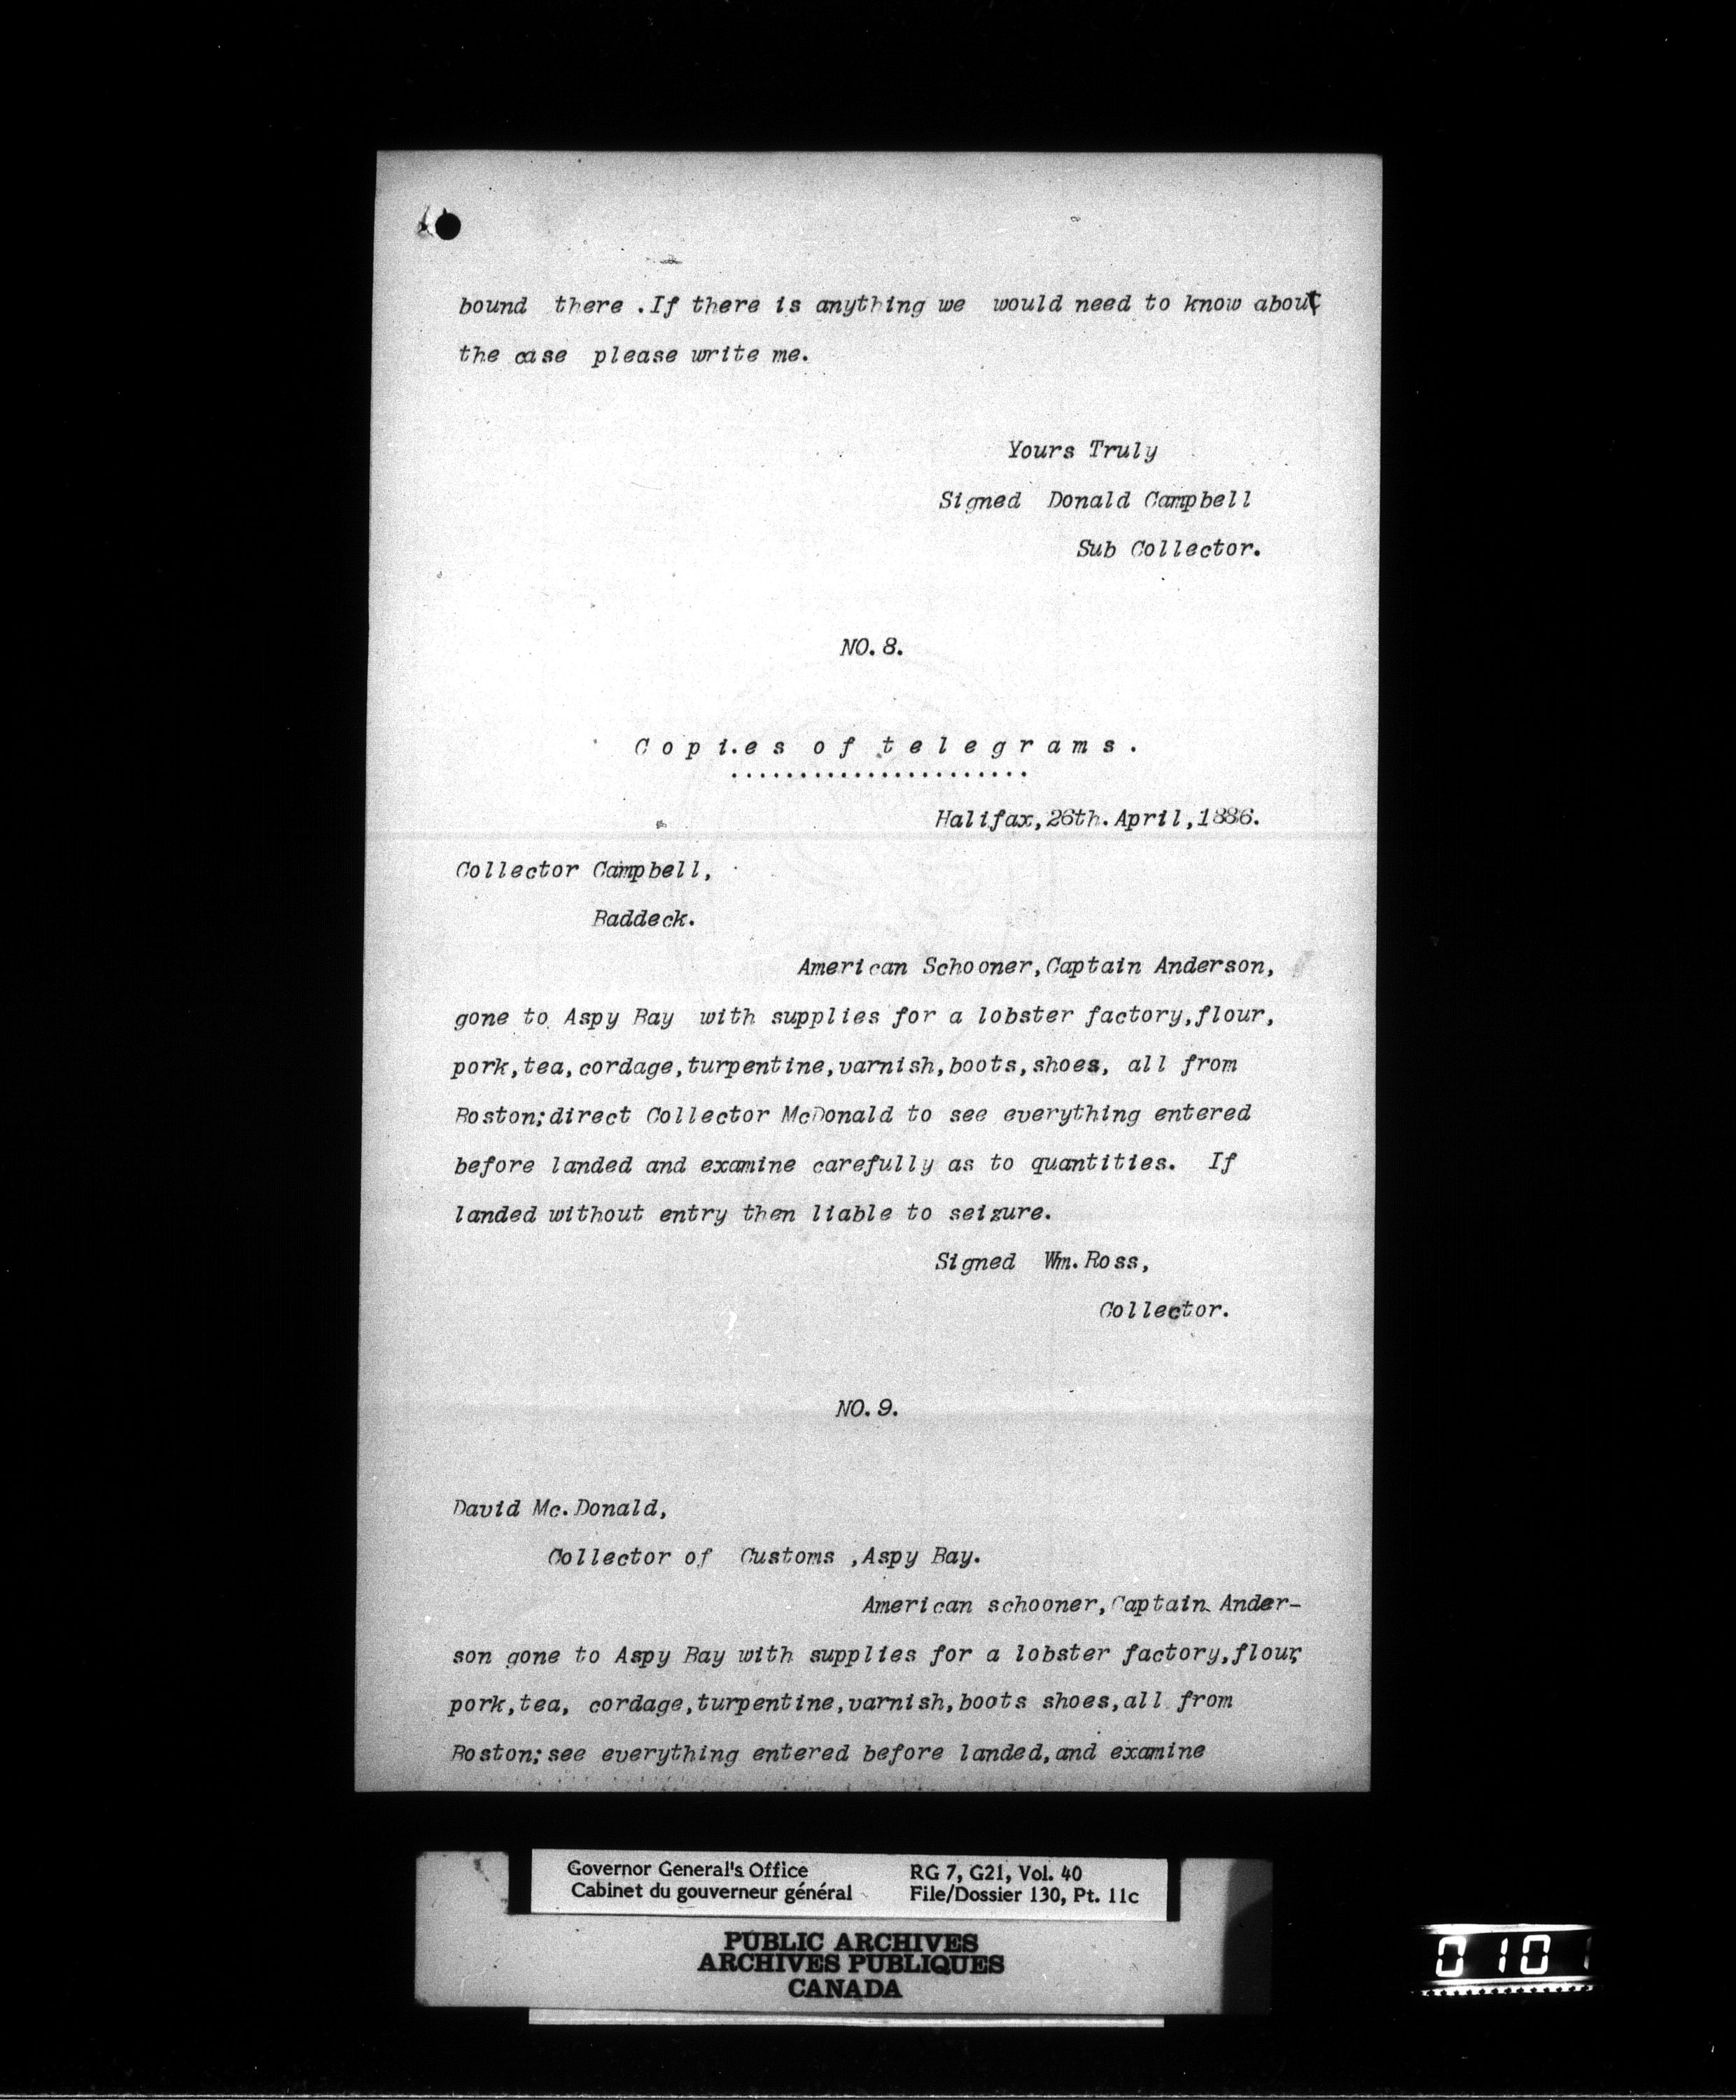 bound there .If there is anything we would need to know about
the case please write me.
Yours Truly
Signed Donald Campbell
Sub Collector.
NO.8.
Copies of telegrams.
......................
Halifax,26th.April,1886.
Collector Campbell,
Baddeck.
American Schooner,Captain Anderson,
gone to Aspy Bay with supplies for a lobster factory,flour,
pork,tea,cordage,turpentine,varnish,boots,shoes, all from
Boston;direct Collector McDonald to see everything entered
before landed and examine carefully as to quantities. If
landed without entry then liable to seizure.
Signed Wm.Ross,
Collector.
NO.9.
David Mc.Donald,
Collector of Customs ,Aspy Bay.
American schooner,Captain Ander-
son gone to Aspy Bay with supplies for a lobster factory,flour,
pork,tea, cordage,turpentine,varnish,boots shoes,all from
Boston;see everything entered before landed,and examine
Governor General's Office
Cabinet du gouverneur général
RG 7, G21, Vol. 40
File/Dossier 130, Pt. 11c
PUBLIC ARCHIVES
ARCHIVES PUBLIQUES
CANADA
0101